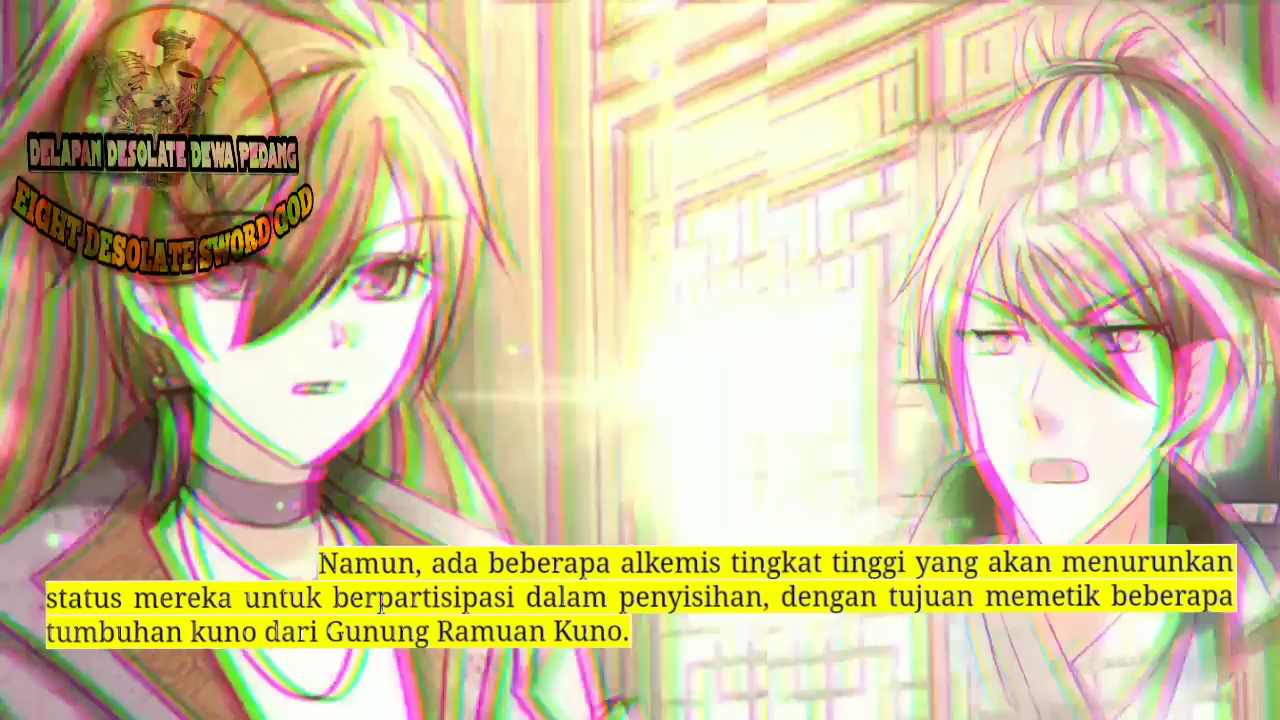 DELAPAN DESOLATE DEWA PEDANG
EIGHT DESOLATE SWORD GOD
Namun, ada beberapa alkemis tingkat tinggi yang akan menurunkan
status mereka untuk berpartisipasi dalam penyisihan, dengan tujuan memetik beberapa
tumbuhan kuno dari Gunung Ramuan Kuno.